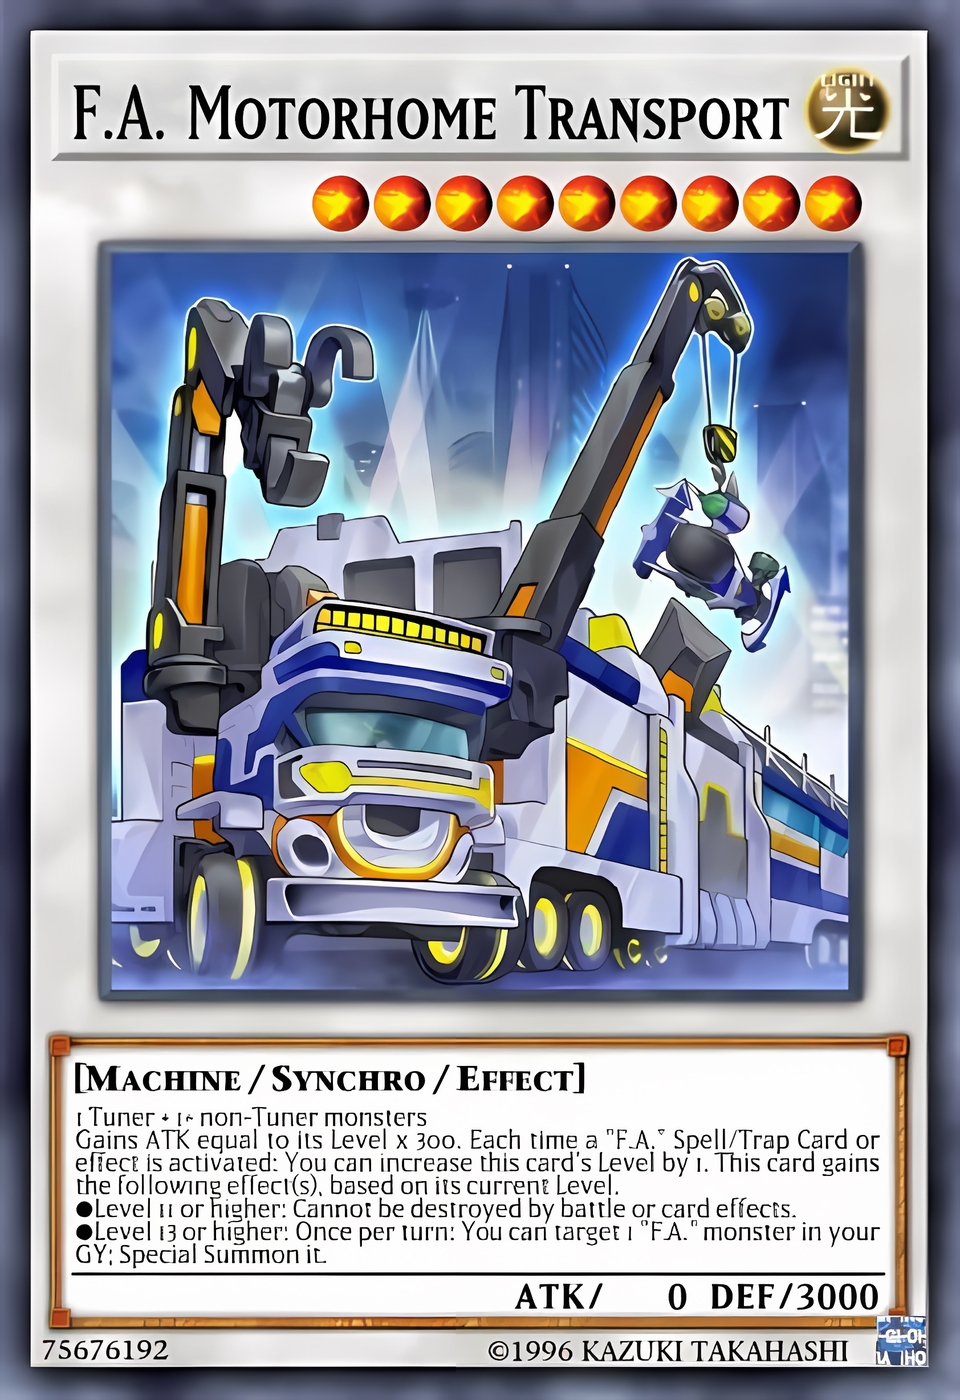 F.A. MOTORHOME TRANSPORT
光
[MACHINE / SYNCHRO / EFFECT]
1 Tuner + 1+ non-Tuner monsters
Gains ATK equal to its Level x 300. Each time a "F.A." Spell/Trap Card or
effect is activated: You can increase this card's Level by 1. This card gains
the following effect(s), based on its current Level.
●Level 11 or higher: Cannot be destroyed by battle or card effects.
●Level 13 or higher: Once per turn: You can target 1 "F.A." monster in your
GY; Special Summon it.
ATK/ 0 DEF/3000
75676192 ©1996 KAZUKI TAKAHASHI